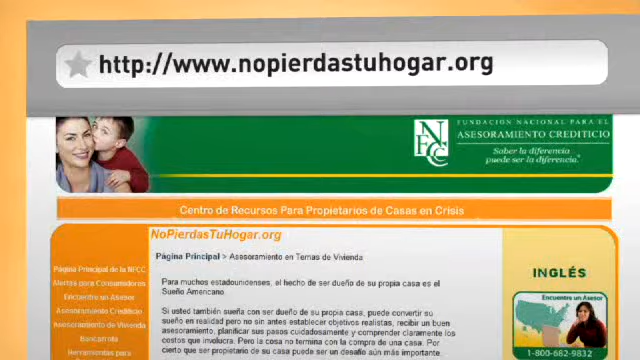 http://www.nopierdastuhogar.org
FUNDACIÓN NACIONAL PARA EL
ASESORAMIENTO CREDITICIO
NFCC
Saber la diferencia
puede ser la diferencia.
Centro de Recursos Para Propietarios de Casas en Crisis
NoPierdasTuHogar.org
Página Principal > Asesoramiento en Temas de Vivienda
Página Principal de la NFCC
Alertas para Consumidores
Encuentre un Asesor
Asesoramiento Crediticio
Asesoramiento de Vivienda
Bancarrota
Herramientas para
Para muchos estadounidenses, el hecho de ser dueño de su propia casa es el
Sueño Americano.
Si usted también sueña con ser dueño de su propia casa, puede convertir su
sueño en realidad pero no sin antes establecer objetivos realistas, recibir un buen
asesoramiento, planificar sus pasos cuidadosamente y comprender claramente los
costos que involucra. Pero la cosa no termina con la compra de una casa. Por
cierto que ser propietario de su casa puede ser un desafío aún más importante.
INGLÉS
Encuentre un Asesor
1-800-682-9832